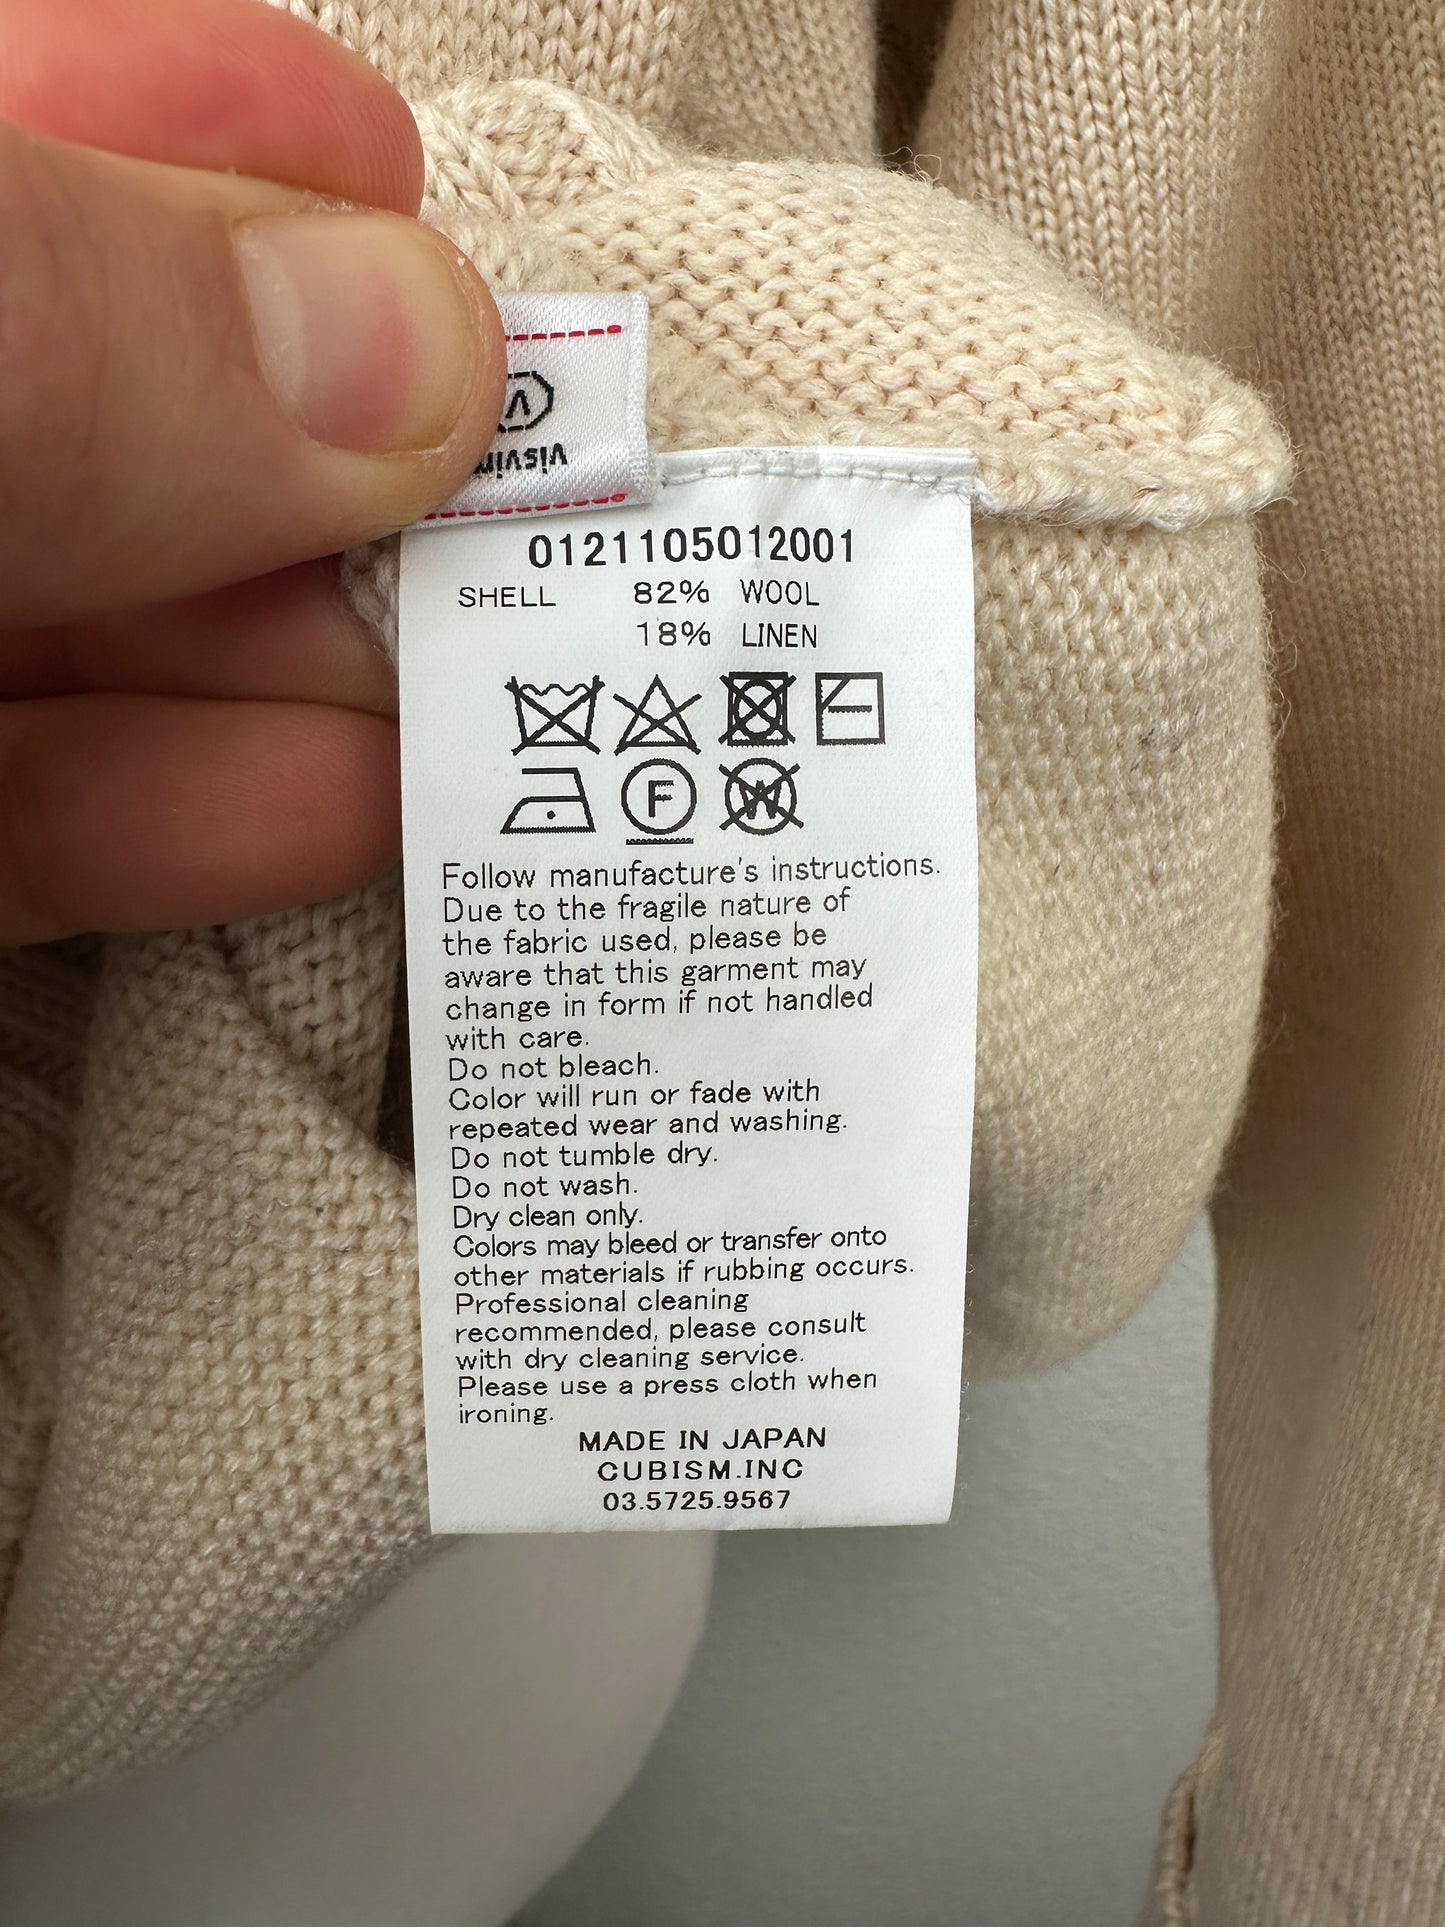 visvim
0121105012001
SHELL 82% WOOL
18% LINEN
F W
Follow manufacture's instructions.
Due to the fragile nature of
the fabric used, please be
aware that this garment may
change in form if not handled
with care.
Do not bleach.
Color will run or fade with
repeated wear and washing.
Do not tumble dry.
Do not wash.
Dry clean only.
Colors may bleed or transfer onto
other materials if rubbing occurs.
Professional cleaning
recommended, please consult
with dry cleaning service.
Please use a press cloth when
ironing.
MADE IN JAPAN
CUBISM.INC
03.5725.9567